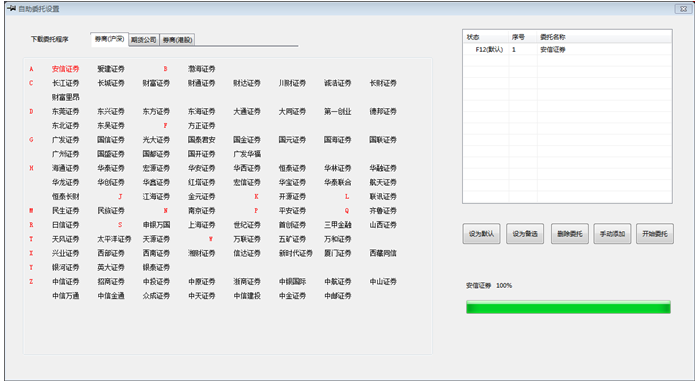 自助委托设置
下载委托程序 券商(沪深) 期货公司 券商(港股)
A 安信证券 爱建证券 B 渤海证券
C 长江证券 长城证券 财富证券 财通证券 财达证券 川财证券 诚浩证券 长财证券
财富里昂
D 东莞证券 东兴证券 东方证券 东海证券 大通证券 大同证券 第一创业 德邦证券
东北证券 东吴证券 F 方正证券
G 广发证券 国信证券 光大证券 国泰君安 国金证券 国元证券 国海证券 国联证券
广州证券 国盛证券 国都证券 国开证券 广发华福
H 海通证券 华泰证券 宏源证券 华安证券 华西证券 恒泰证券 华林证券 华融证券
华龙证券 华创证券 华鑫证券 红塔证券 宏信证券 华宝证券 华泰联合 航天证券
恒泰长财 J 江海证券 金元证券 K 开源证券 L 联讯证券
M 民生证券 民族证券 N 南京证券 P 平安证券 Q 齐鲁证券
R 日信证券 S 申银万国 上海证券 世纪证券 首创证券 三甲金融 山西证券
T 天风证券 太平洋证券 天源证券 W 万联证券 五矿证券 万和证券
X 兴业证券 西部证券 西南证券 湘财证券 信达证券 新时代证券 厦门证券 西藏同信
Y 银河证券 英大证券 银泰证券
Z 中信证券 招商证券 中投证券 中原证券 浙商证券 中银国际 中航证券 中山证券
中信万通 中信金通 众成证券 中天证券 中信建投 中金证券 中邮证券
状态 序号 委托名称
F12(默认) 1 安信证券
设为默认 设为备选 删除委托 手动添加 开始委托
安信证券 100%